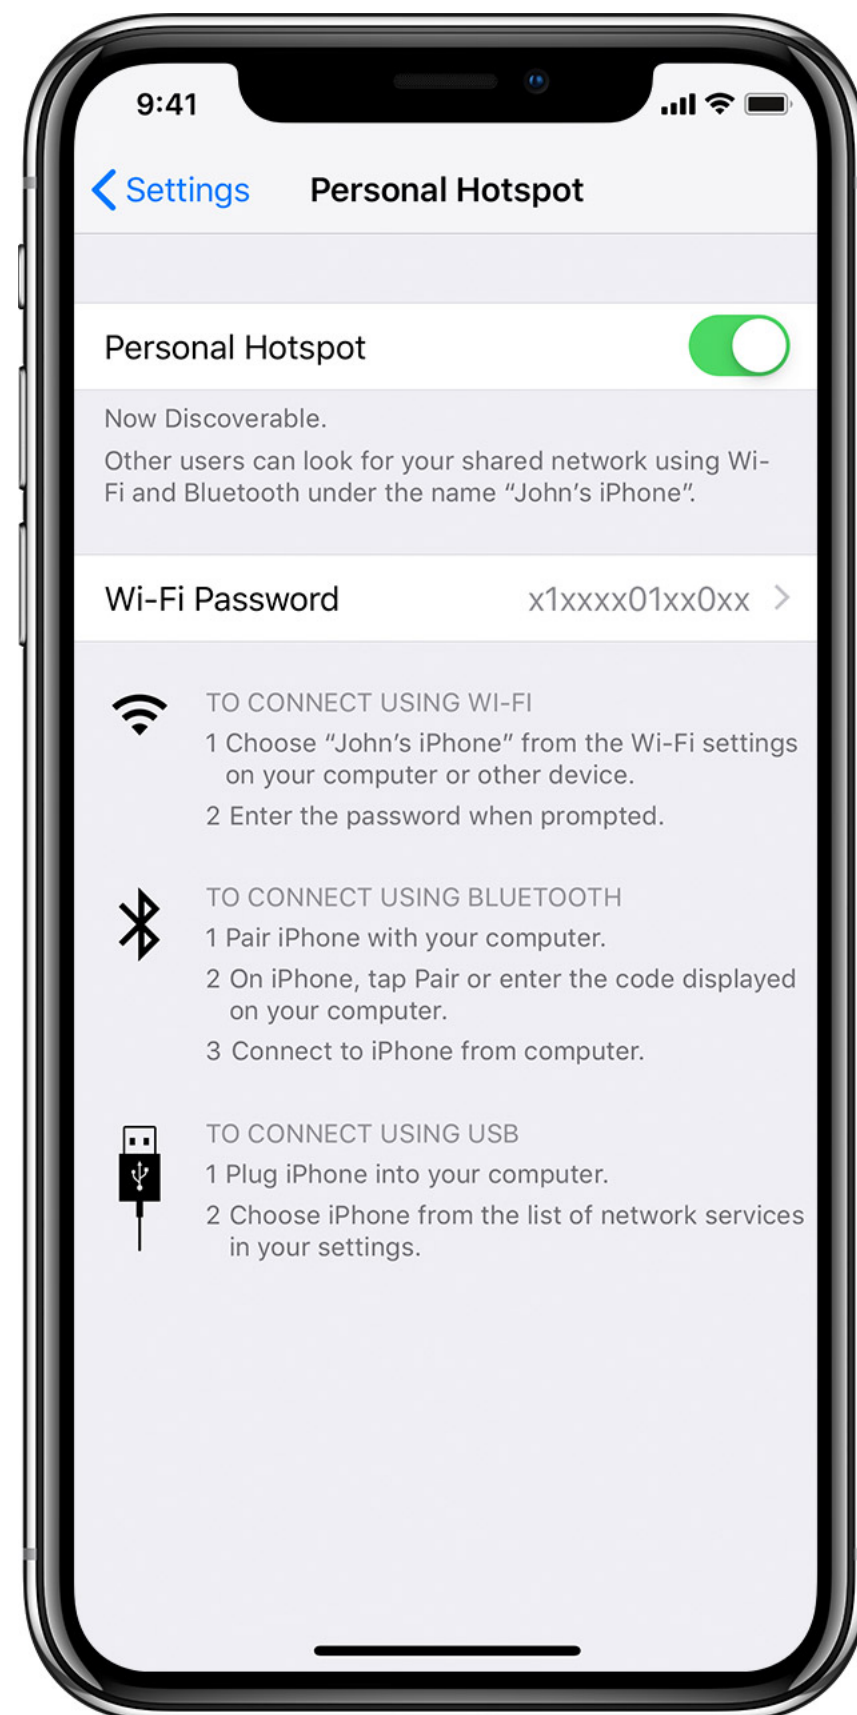 9:41
Settings
Personal Hotspot
Personal Hotspot
Now Discoverable.
Other users can look for your shared network using Wi-
Fi and Bluetooth under the name “John’s iPhone”.
Wi-Fi Password
x1xxxx01xx0xx
TO CONNECT USING WI-FI
1 Choose “John’s iPhone” from the Wi-Fi settings
on your computer or other device.
2 Enter the password when prompted.
TO CONNECT USING BLUETOOTH
1 Pair iPhone with your computer.
2 On iPhone, tap Pair or enter the code displayed
on your computer.
3 Connect to iPhone from computer.
TO CONNECT USING USB
1 Plug iPhone into your computer.
2 Choose iPhone from the list of network services
in your settings.